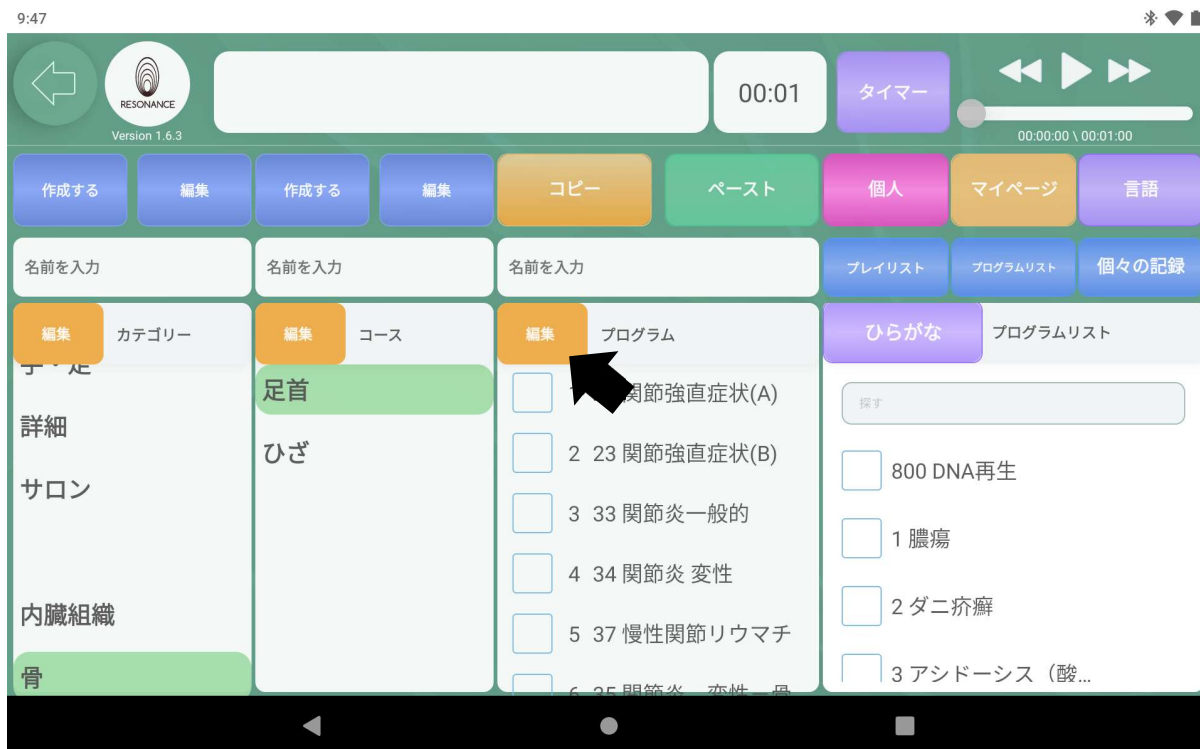 9:47
RESONANCE
Version 1.6.3
00:01
タイマー
00:00:00 \ 00:01:00
作成する
編集
作成する
編集
コピー
ペースト
個人
マイページ
言語
名前を入力
名前を入力
名前を入力
プレイリスト
プログラムリスト
個々の記録
編集
カテゴリー
編集
コース
編集
プログラム
ひらがな
プログラムリスト
足
詳細
サロン
内臓組織
骨
足首
ひざ
関節強直症状(A)
2 23 関節強直症状(B)
3 33 関節炎一般的
4 34 関節炎 変性
5 37 慢性関節リウマチ
6 35 関節炎 変性–骨
探す
800 DNA再生
1 膿瘍
2 ダニ疥癬
3 アシドーシス（酸...